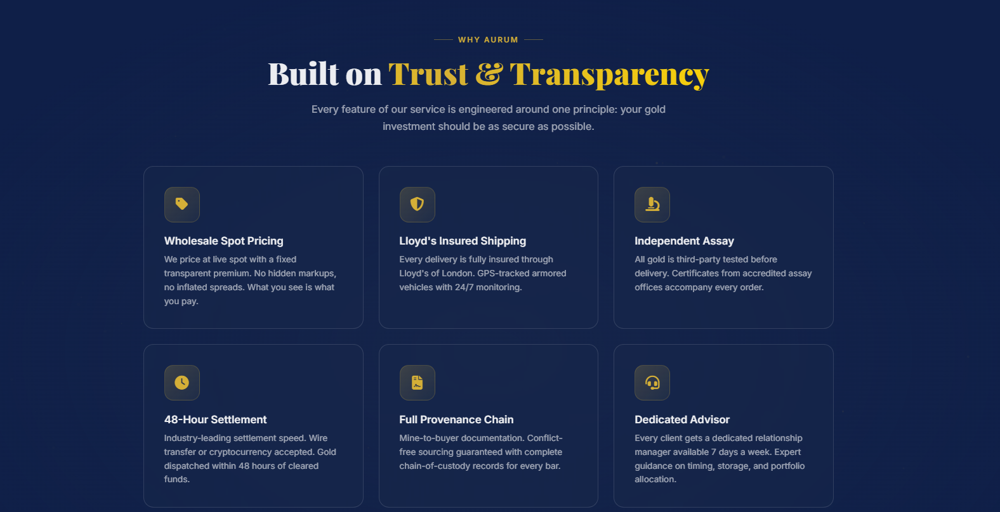 WHY AURUM
Built on Trust & Transparency
Every feature of our service is engineered around one principle: your gold
investment should be as secure as possible.
Wholesale Spot Pricing
We price at live spot with a fixed
transparent premium. No hidden markups,
no inflated spreads. What you see is what
you pay.
Lloyd's Insured Shipping
Every delivery is fully insured through
Lloyd's of London. GPS-tracked armored
vehicles with 24/7 monitoring.
Independent Assay
All gold is third-party tested before
delivery. Certificates from accredited assay
offices accompany every order.
48-Hour Settlement
Industry-leading settlement speed. Wire
transfer or cryptocurrency accepted. Gold
dispatched within 48 hours of cleared
funds.
Full Provenance Chain
Mine-to-buyer documentation. Conflict-
free sourcing guaranteed with complete
chain-of-custody records for every bar.
Dedicated Advisor
Every client gets a dedicated relationship
manager available 7 days a week. Expert
guidance on timing, storage, and portfolio
allocation.